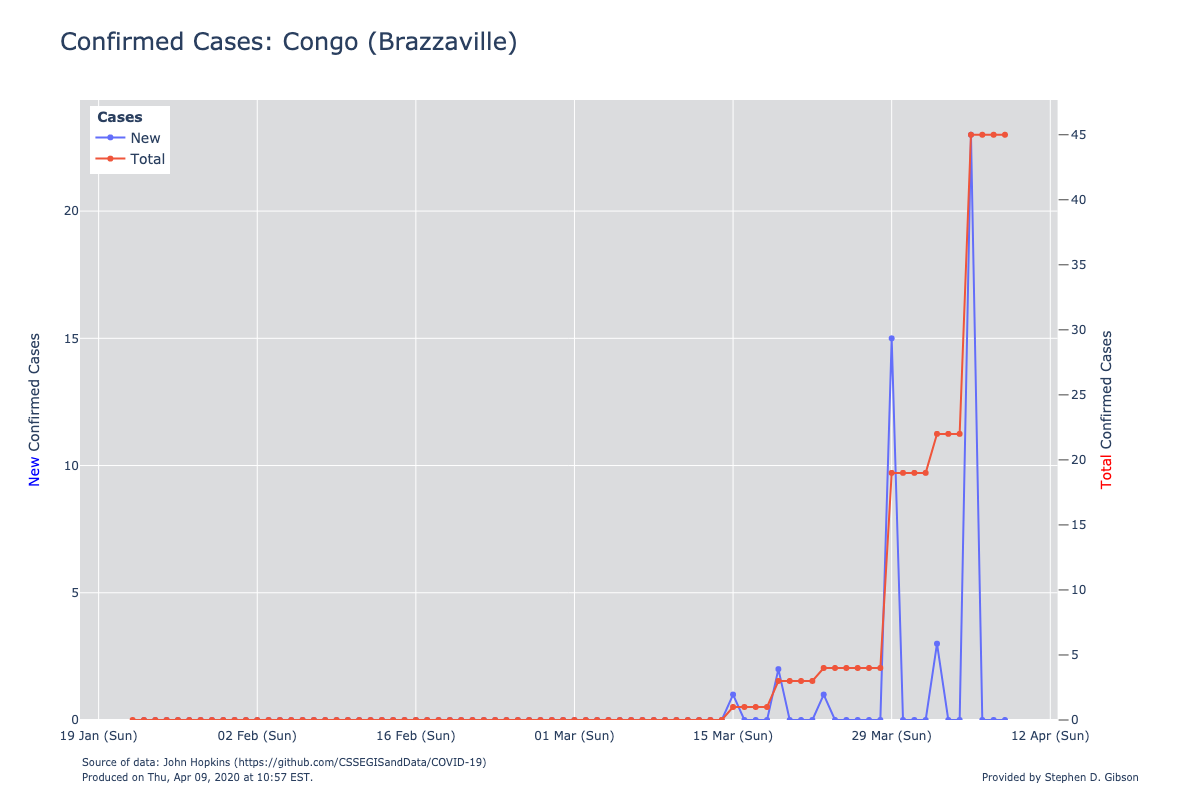 Confirmed Cases: Congo (Brazzaville)
Cases
New
Total
20
15
10
5
0
New Confirmed Cases
45
40
35
30
25
20
15
10
5
0
Total Confirmed Cases
19 Jan (Sun)
02 Feb (Sun)
16 Feb (Sun)
01 Mar (Sun)
15 Mar (Sun)
29 Mar (Sun)
12 Apr (Sun)
Source of data: John Hopkins (https://github.com/CSSEGISandData/COVID-19)
Produced on Thu, Apr 09, 2020 at 10:57 EST.
Provided by Stephen D. Gibson